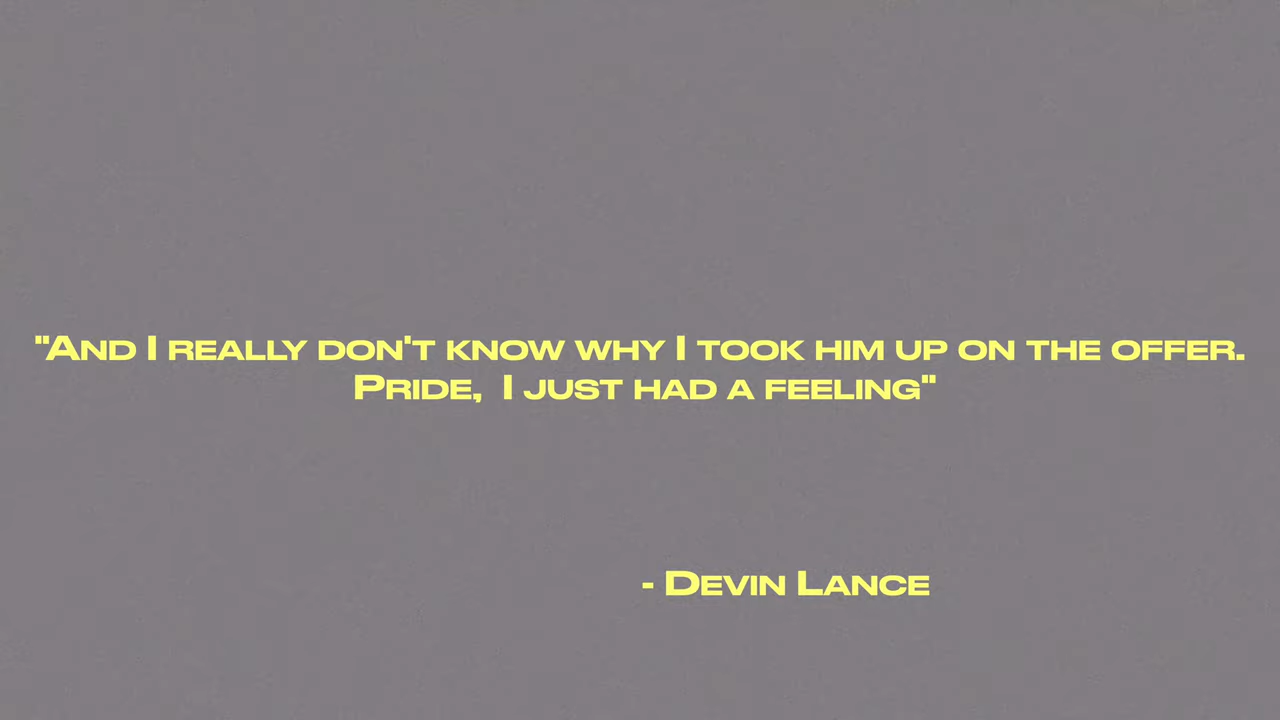 "And I really don't know why I took him up on the offer.
Pride,  I just had a feeling"
- Devin Lance